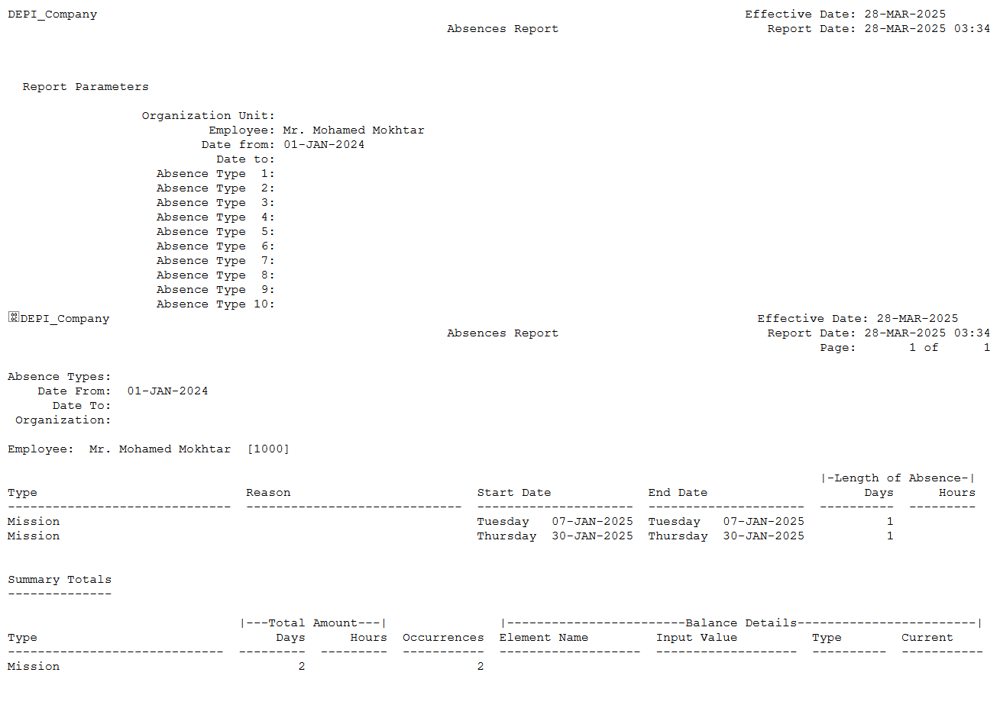 DEPI_Company Effective Date: 28-MAR-2025
Absences Report Report Date: 28-MAR-2025 03:34
Report Parameters
Organization Unit:
Employee: Mr. Mohamed Mokhtar
Date from: 01-JAN-2024
Date to:
Absence Type 1:
Absence Type 2:
Absence Type 3:
Absence Type 4:
Absence Type 5:
Absence Type 6:
Absence Type 7:
Absence Type 8:
Absence Type 9:
Absence Type 10:
DEPI_Company Effective Date: 28-MAR-2025
Absences Report Report Date: 28-MAR-2025 03:34
Page: 1 of 1
Absence Types:
Date From: 01-JAN-2024
Date To:
Organization:
Employee: Mr. Mohamed Mokhtar [1000]
|-Length of Absence-|
Type Reason Start Date End Date Days Hours
------------------------------ ----------------------------- --------------------- --------------------- ---------- ---------
Mission Tuesday 07-JAN-2025 Tuesday 07-JAN-2025 1
Mission Thursday 30-JAN-2025 Thursday 30-JAN-2025 1
Summary Totals
--------------
|---Total Amount---| |------------------------Balance Details------------------------|
Type Days Hours Occurrences Element Name Input Value Type Current
----------------------------- --------- --------- ----------- ------------------- ------------------- ---------- -----------
Mission 2 2